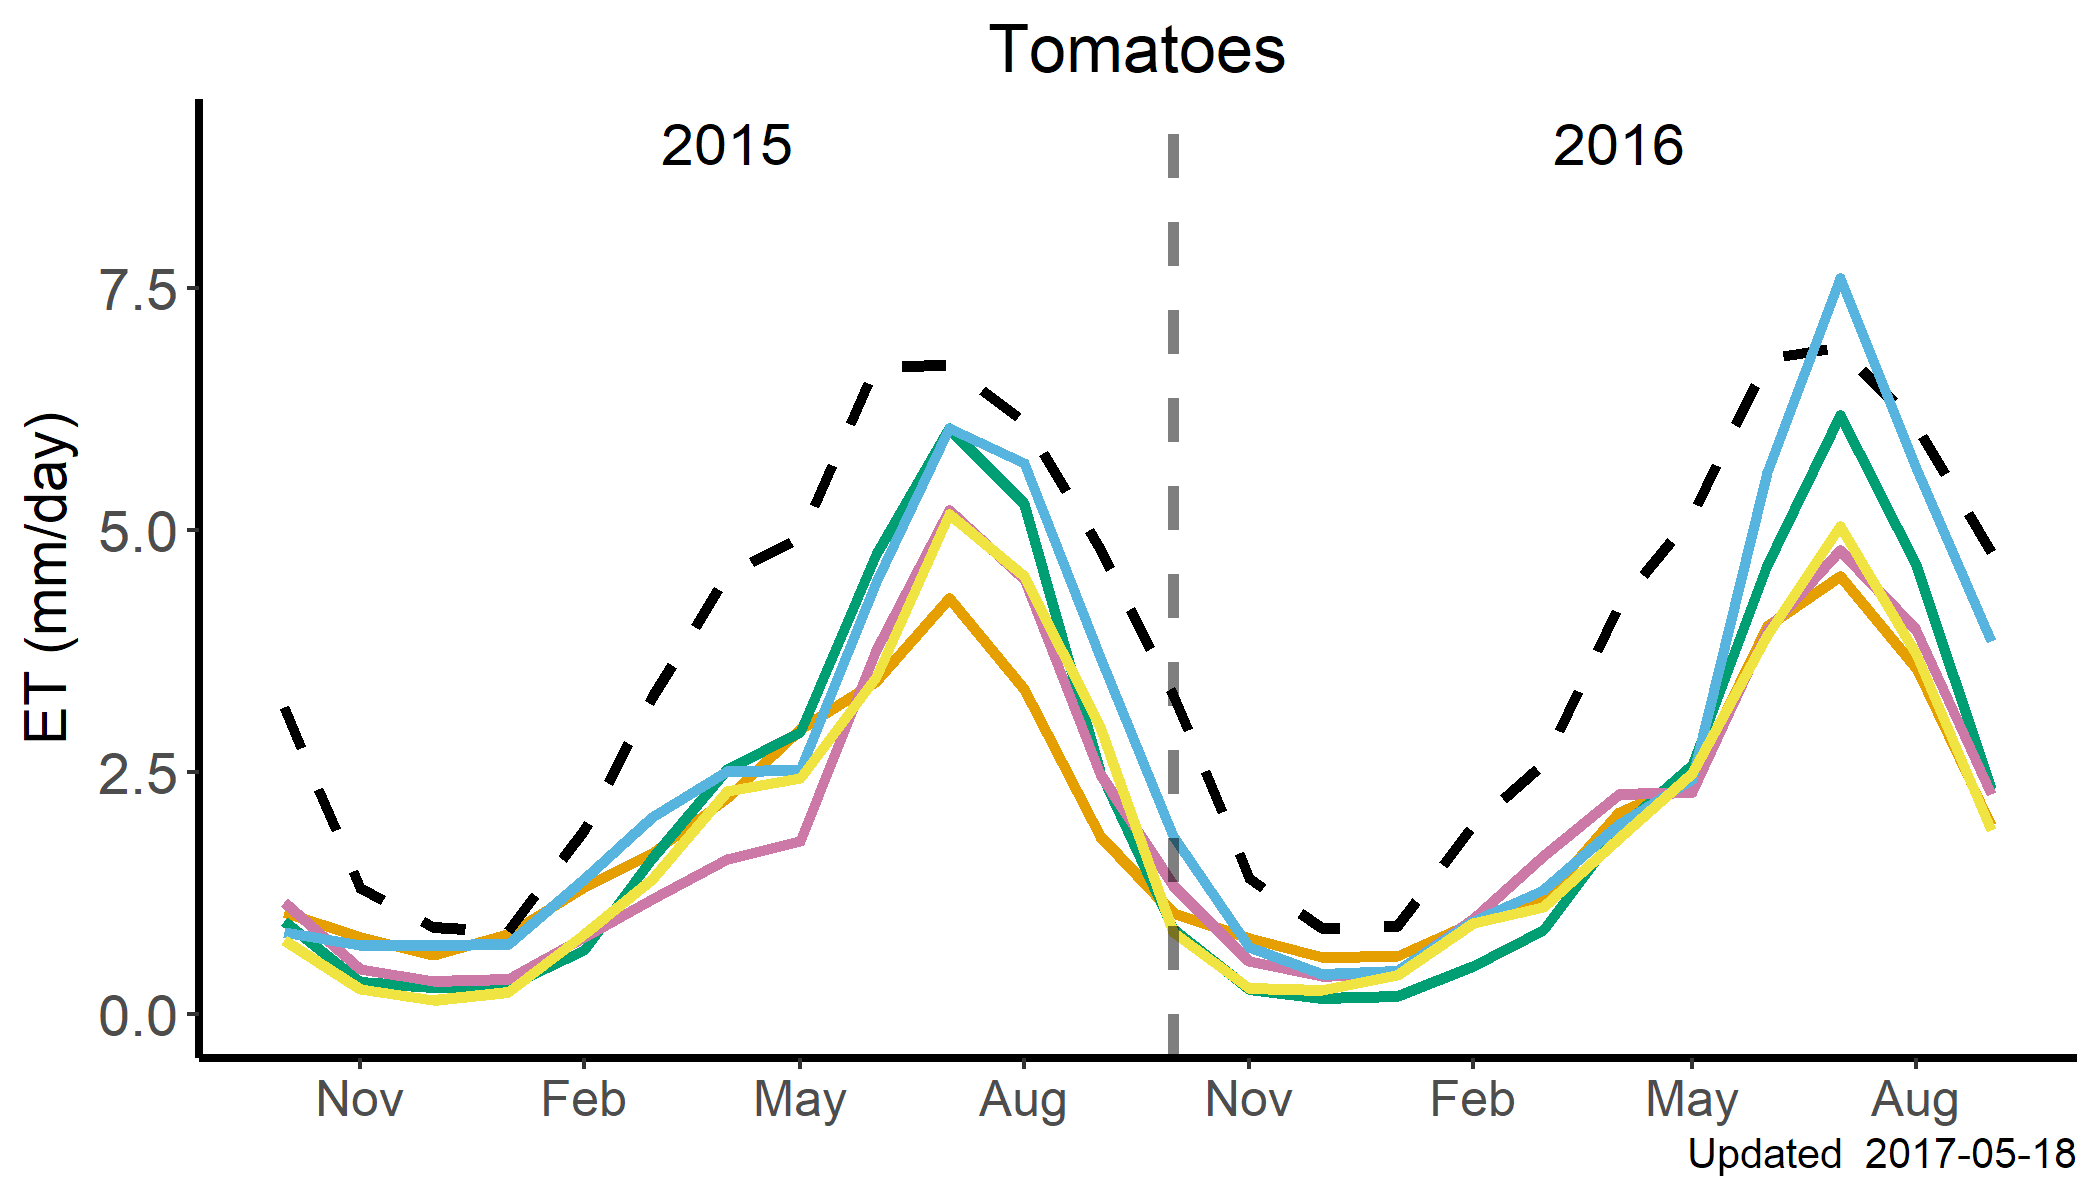 Tomatoes
2015
2016
ET (mm/day)
7.5
5.0
2.5
0.0
Nov
Feb
May
Aug
Nov
Feb
May
Aug
Updated 2017-05-18